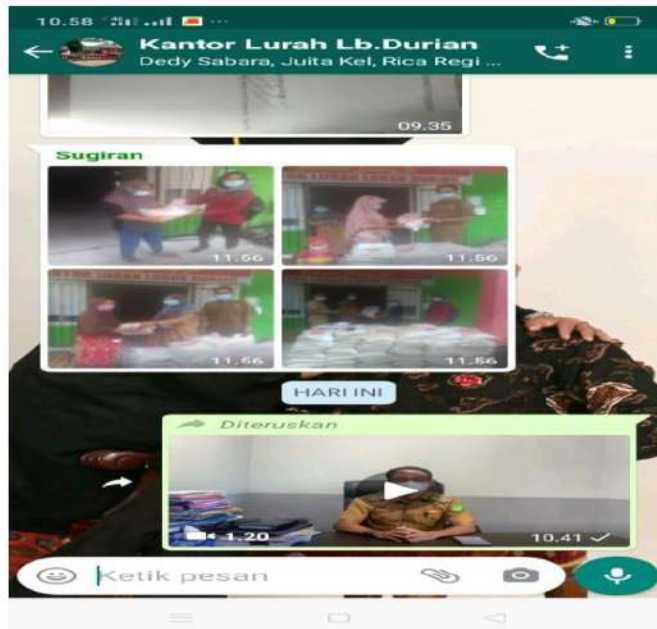 10.58
Kantor Lurah Lb.Durian
Dedy Sabara, Juita Kel, Rica Regi ...
09.35
Sugiran
11.56
11.56
11.56
11.56
HARI INI
Diteruskan
1.20
10.41
Ketik pesan